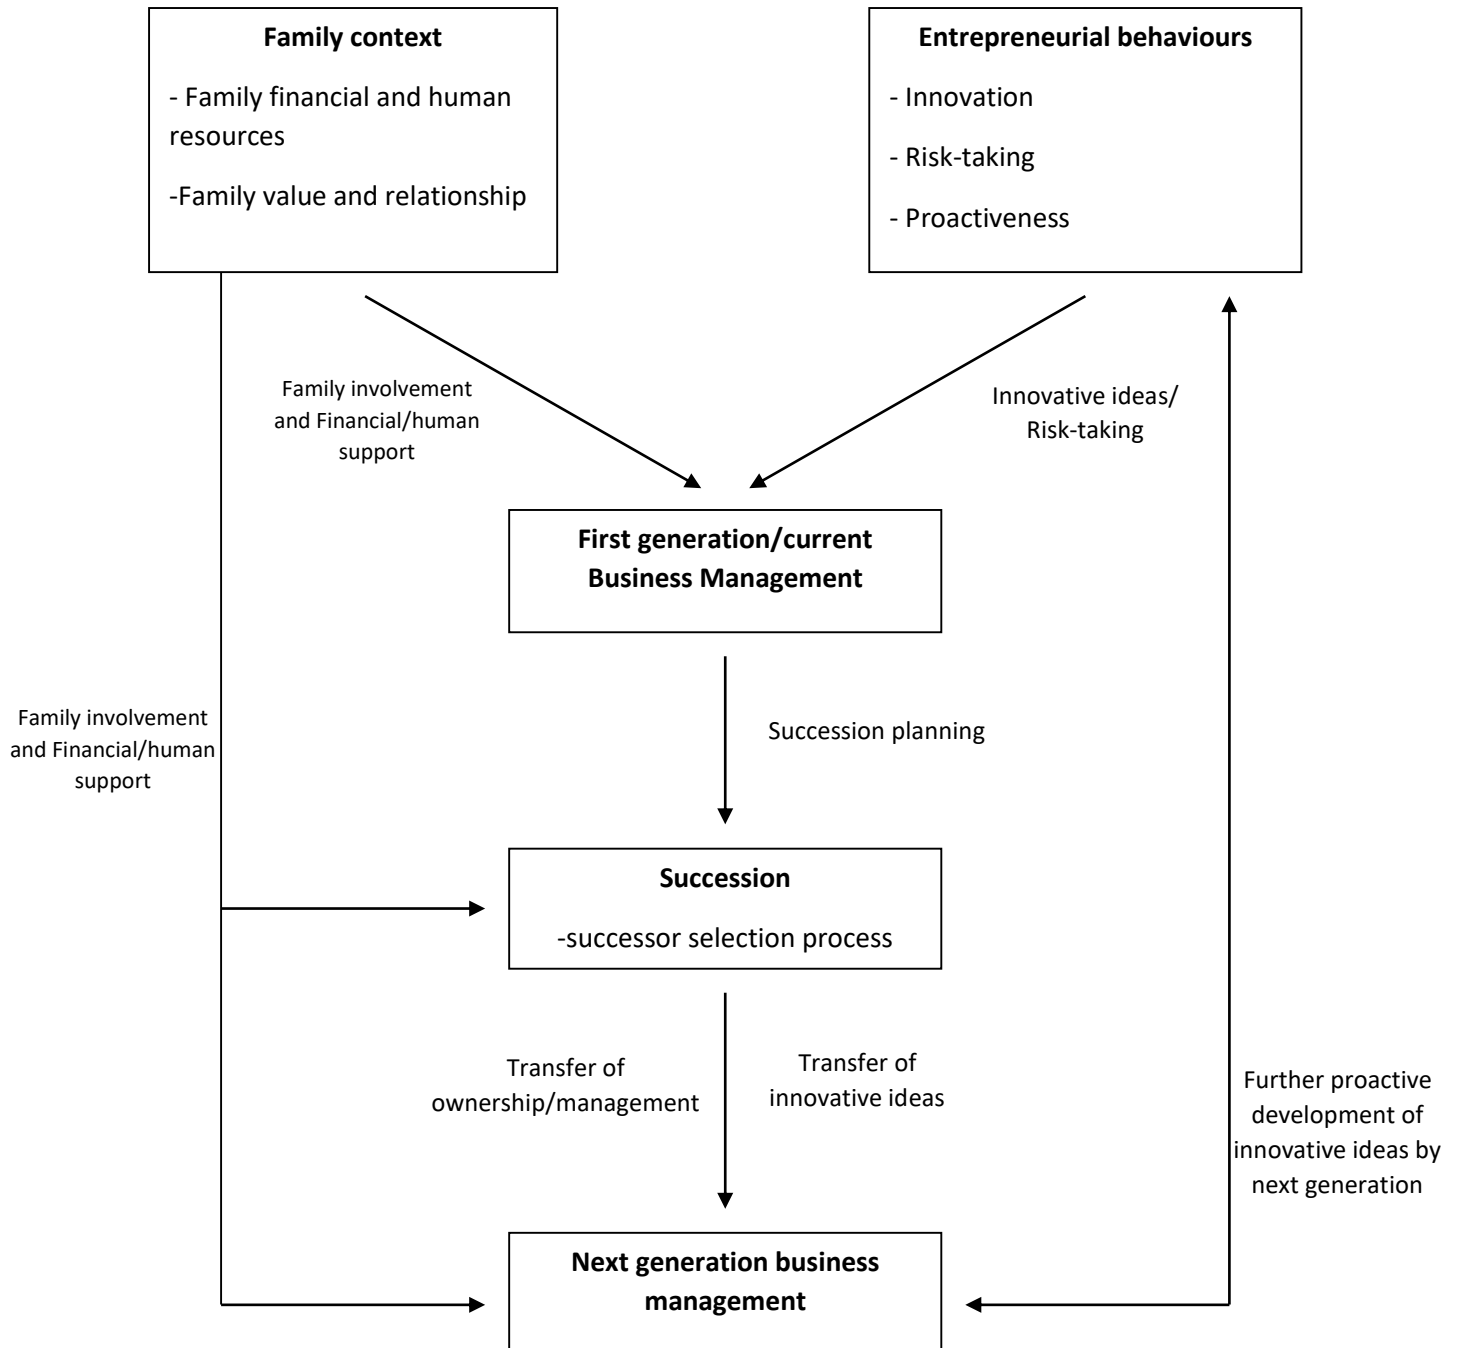 Family context
- Family financial and human
resources
-Family value and relationship
Entrepreneurial behaviours
- Innovation
- Risk-taking
- Proactiveness
Family involvement
and Financial/human
support
Innovative ideas/
Risk-taking
First generation/current
Business Management
Family involvement
and Financial/human
support
Succession planning
Succession
-successor selection process
Transfer of
ownership/management
Transfer of
innovative ideas
Further proactive
development of
innovative ideas by
next generation
Next generation business
management